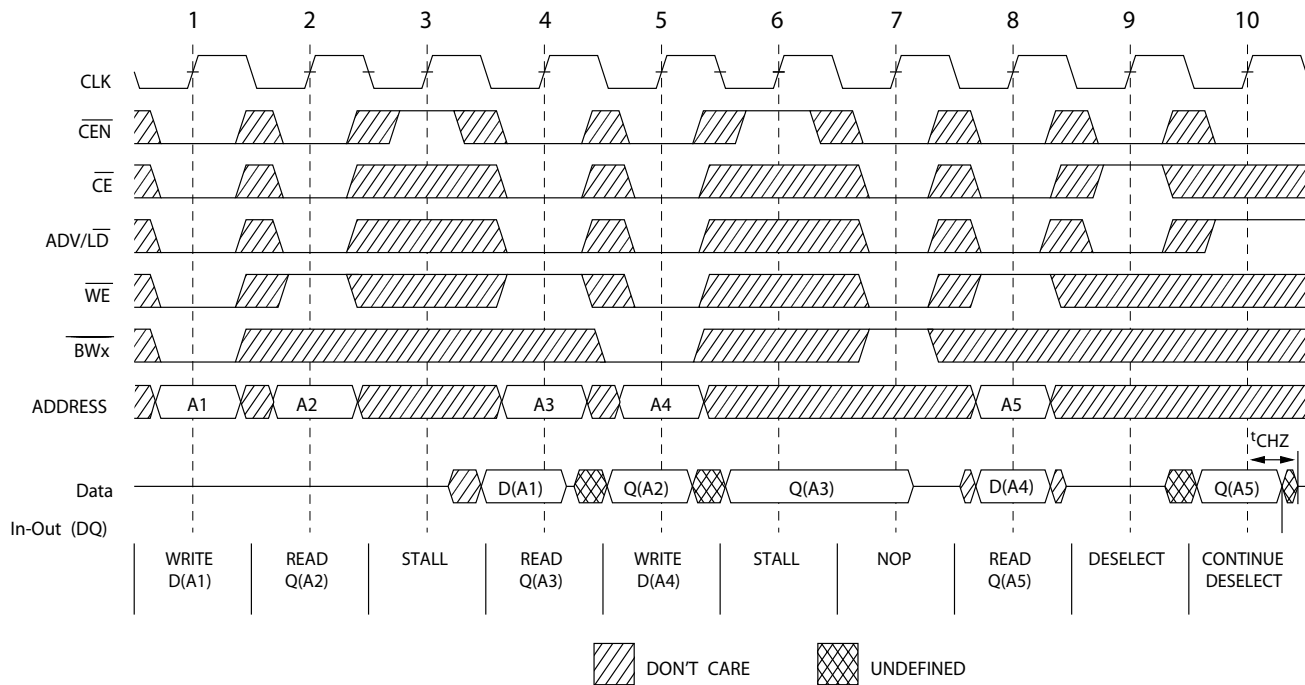 1 2 3 4 5 6 7 8 9 10
CLK
CEN
CE
ADV/LD
WE
BWx
ADDRESS A1 A2 A3 A4 A5
tCHZ
Data D(A1) Q(A2) Q(A3) D(A4) Q(A5)
In-Out (DQ)
WRITE READ STALL READ WRITE STALL NOP READ DESELECT CONTINUE
D(A1) Q(A2) Q(A3) D(A4) Q(A5) DESELECT
DON'T CARE UNDEFINED